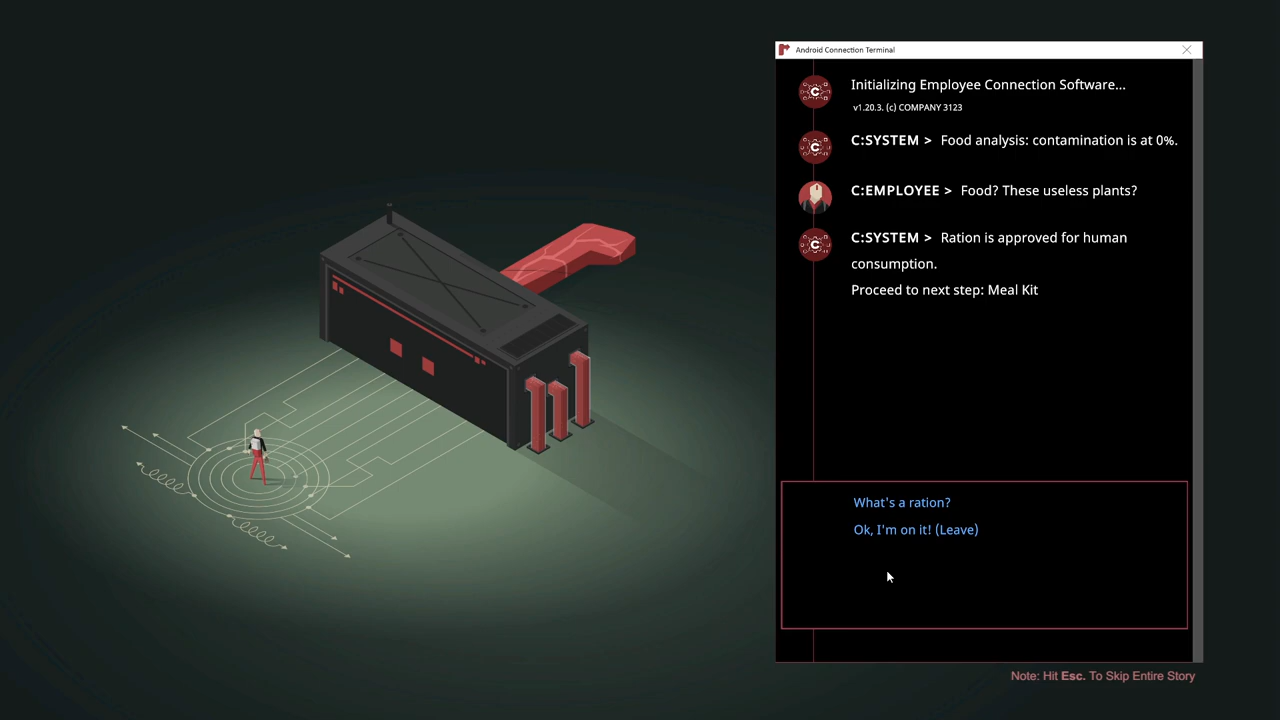 Android Connection Terminal
Initializing Employee Connection Software...
v1.20.3. (c) COMPANY 3123
C:SYSTEM > Food analysis: contamination is at 0%.
C:EMPLOYEE > Food? These useless plants?
C:SYSTEM > Ration is approved for human
consumption.
Proceed to next step: Meal Kit
What's a ration?
Ok, I'm on it! (Leave)
Note: Hit Esc. To Skip Entire Story